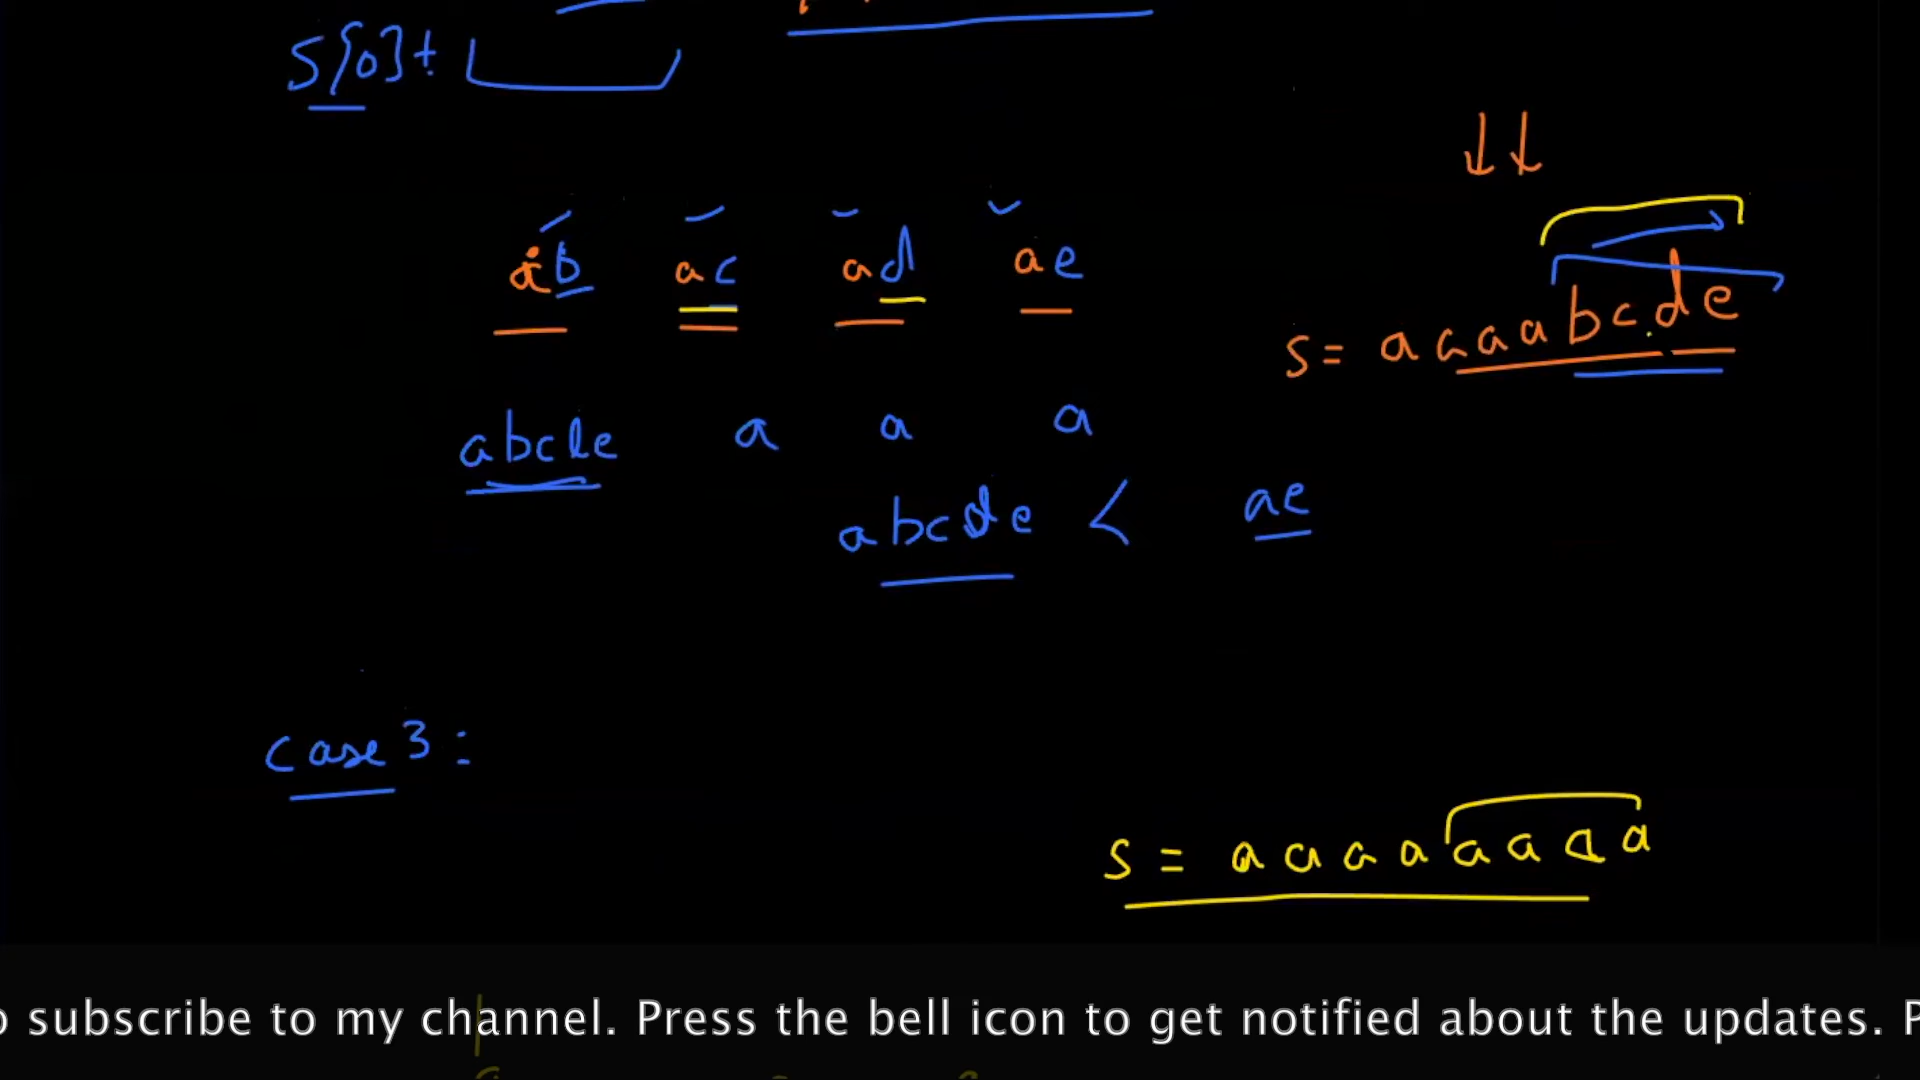 S[0]+
ab ac ad ae
s = aaaabcde
abcde a a a
abcde < ae
case 3:
s = aaaaaaaa
subscribe to my channel. Press the bell icon to get notified about the updates. P